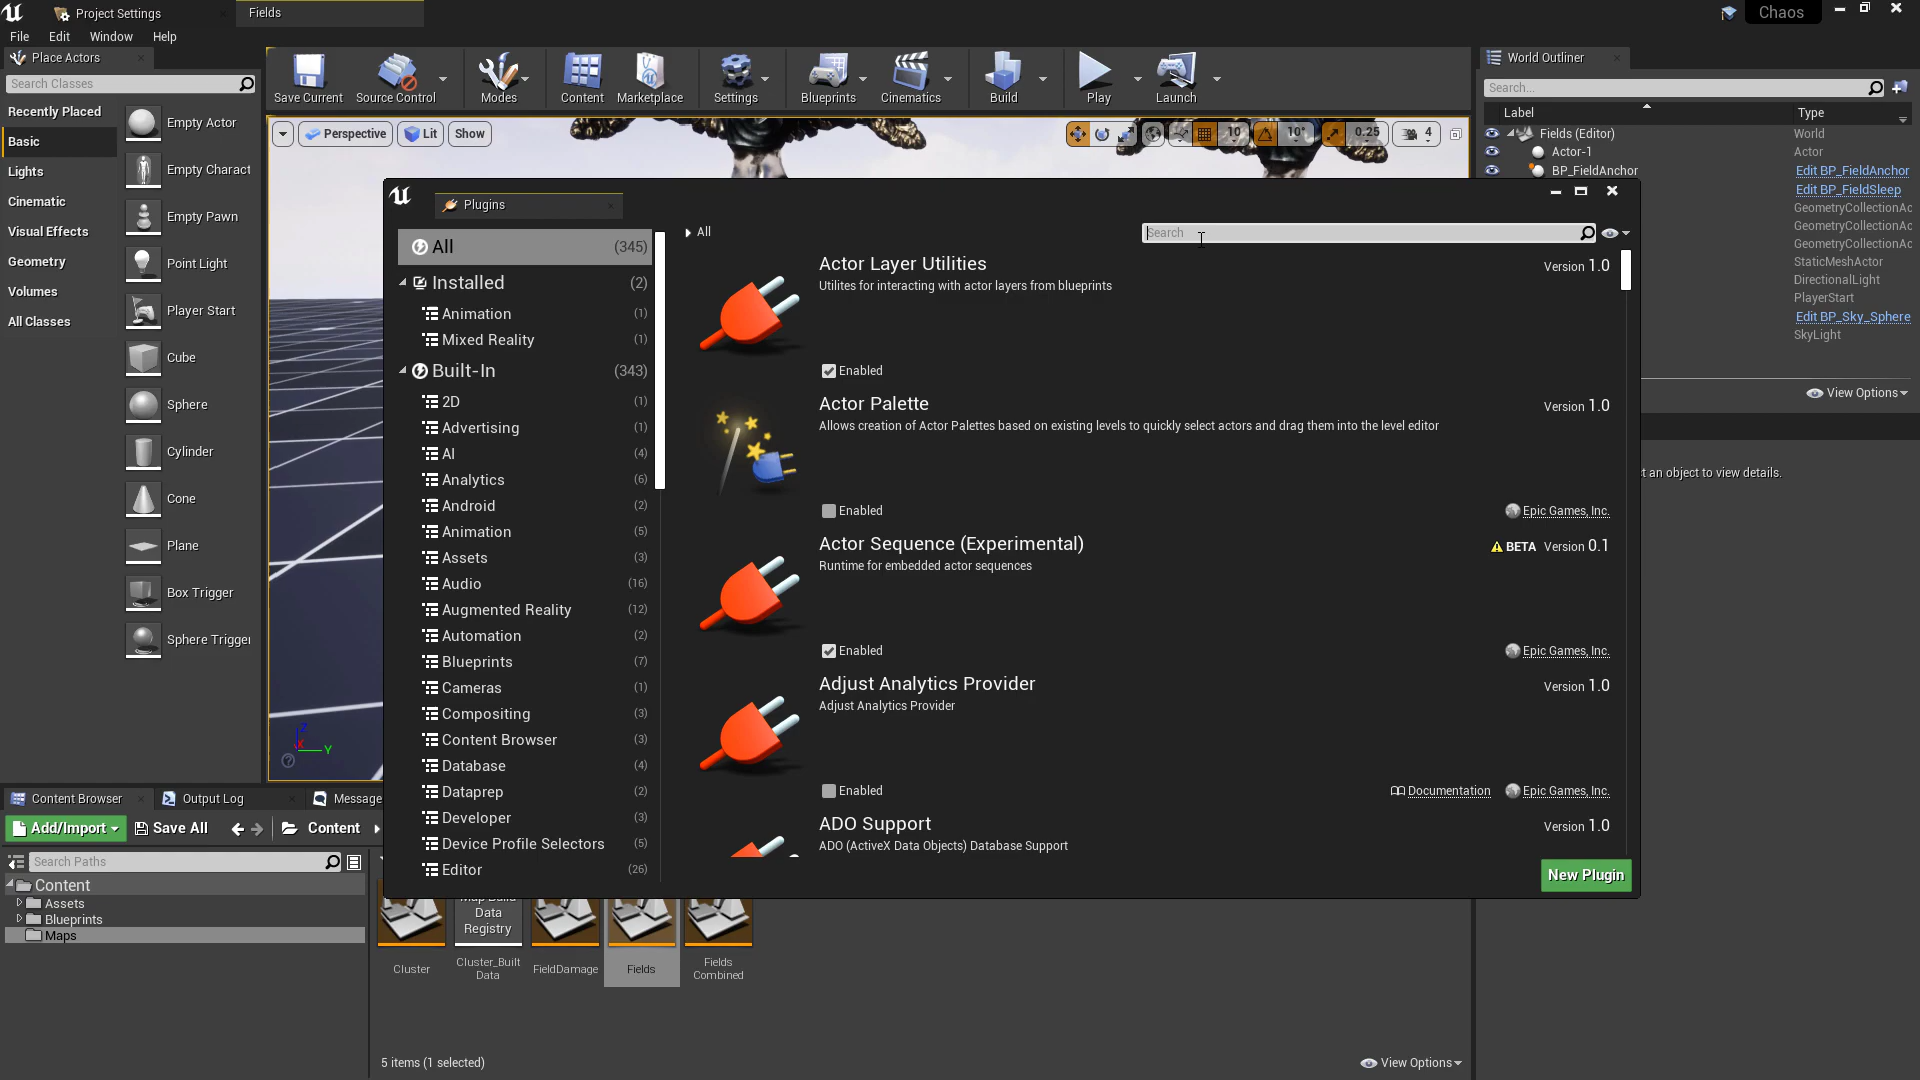 Project Settings
Fields
Chaos
File
Edit
Window
Help
Place Actors
Search Classes
Recently Placed
Basic
Lights
Cinematic
Visual Effects
Geometry
Volumes
All Classes
Empty Actor
Empty Charact
Empty Pawn
Point Light
Player Start
Cube
Sphere
Cylinder
Cone
Plane
Box Trigger
Sphere Trigger
Save Current
Source Control
Modes
Content
Marketplace
Settings
Blueprints
Cinematics
Build
Play
Launch
Perspective
Lit
Show
10
10°
0.25
4
Z
X
Y
World Outliner
Search...
Label
Type
Fields (Editor)
World
Actor-1
Actor
BP_FieldAnchor
Edit BP_FieldAnchor
Edit BP_FieldSleep
GeometryCollectionAc
GeometryCollectionAc
GeometryCollectionAc
StaticMeshActor
DirectionalLight
PlayerStart
Edit BP_Sky_Sphere
SkyLight
View Options
t an object to view details.
Plugins
All (345)
Installed (2)
Animation (1)
Mixed Reality (1)
Built-In (343)
2D (1)
Advertising (1)
AI (4)
Analytics (6)
Android (2)
Animation (5)
Assets (3)
Audio (16)
Augmented Reality (12)
Automation (2)
Blueprints (7)
Cameras (1)
Compositing (3)
Content Browser (3)
Database (4)
Dataprep (2)
Developer (3)
Device Profile Selectors (5)
Editor (26)
All
Search
Actor Layer Utilities
Version 1.0
Utilites for interacting with actor layers from blueprints
Enabled
Actor Palette
Version 1.0
Allows creation of Actor Palettes based on existing levels to quickly select actors and drag them into the level editor
Enabled
Epic Games, Inc.
Actor Sequence (Experimental)
BETA Version 0.1
Runtime for embedded actor sequences
Enabled
Epic Games, Inc.
Adjust Analytics Provider
Version 1.0
Adjust Analytics Provider
Enabled
Documentation
Epic Games, Inc.
ADO Support
Version 1.0
ADO (ActiveX Data Objects) Database Support
New Plugin
Content Browser
Output Log
Message
Add/Import
Save All
Content
Search Paths
Content
Assets
Blueprints
Maps
Data
Registry
Cluster
Cluster_Built
Data
FieldDamage
Fields
Fields
Combined
5 items (1 selected)
View Options